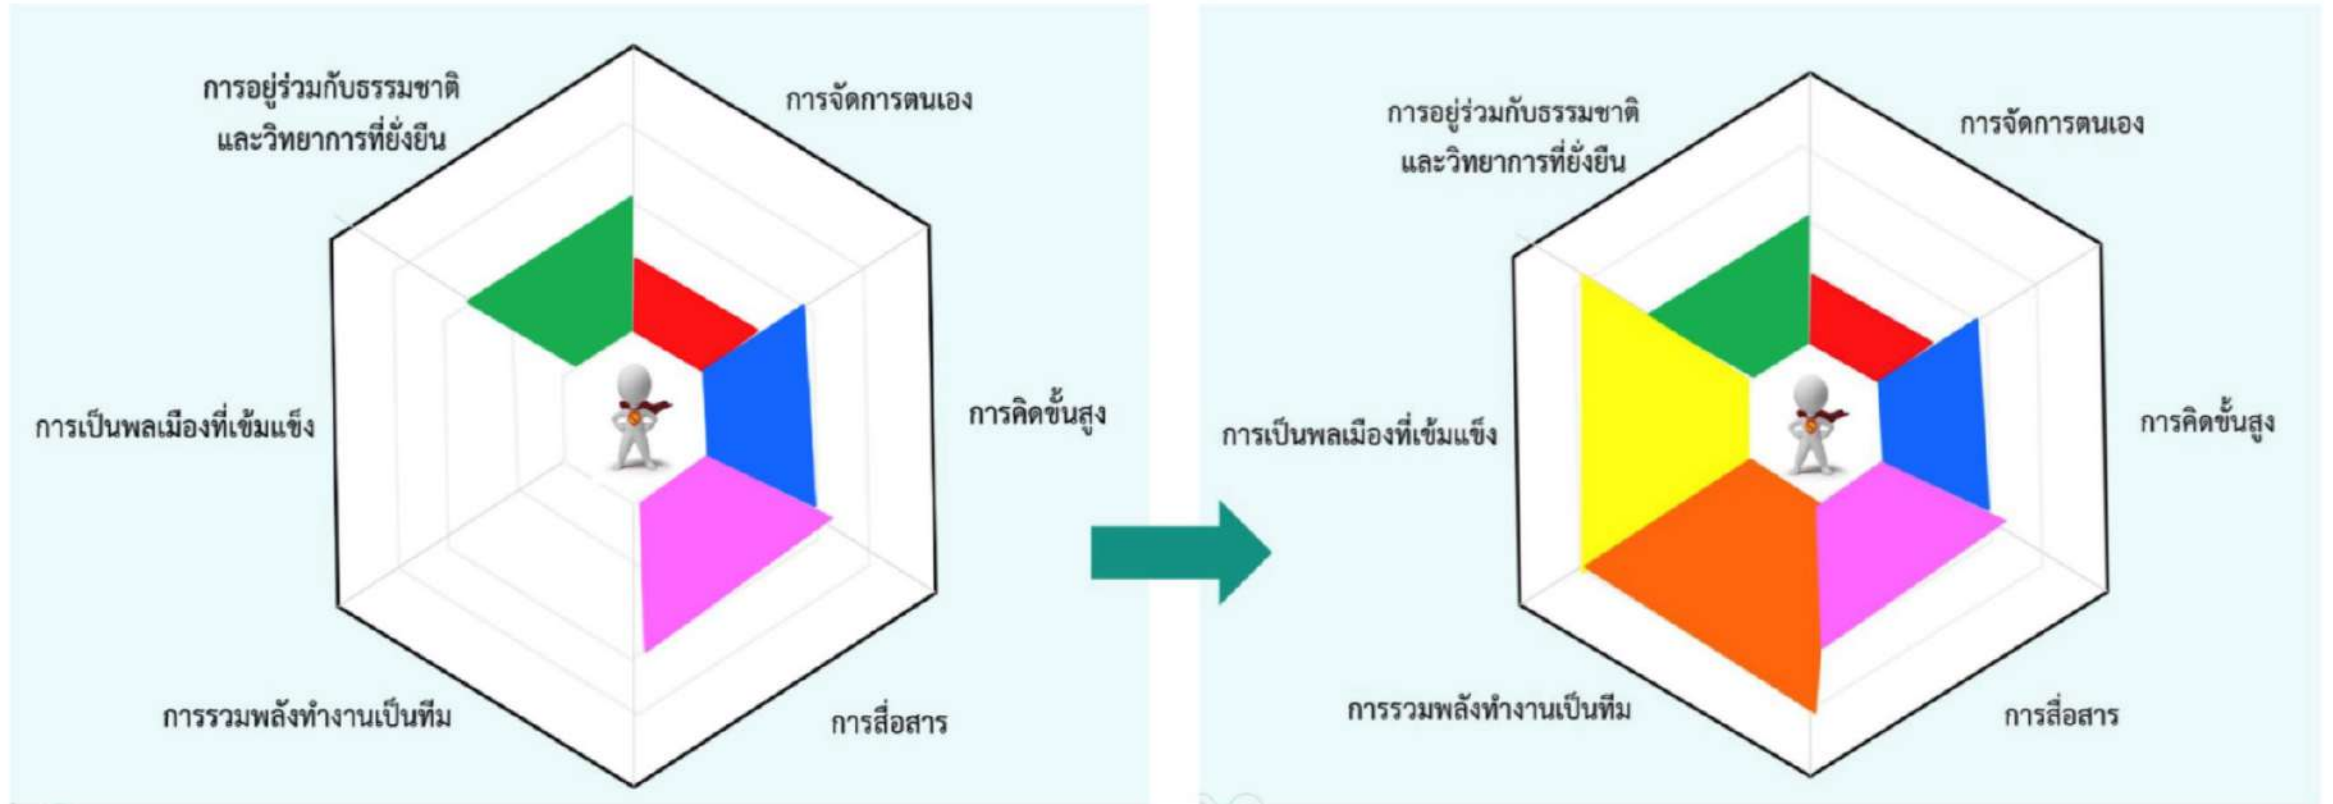 การอยู่ร่วมกับธรรมชาติ
และวิทยาการที่ยั่งยืน
การจัดการตนเอง
การเป็นพลเมืองที่เข้มแข็ง
การคิดขั้นสูง
การรวมพลังทำงานเป็นทีม
การสื่อสาร
การอยู่ร่วมกับธรรมชาติ
และวิทยาการที่ยั่งยืน
การจัดการตนเอง
การเป็นพลเมืองที่เข้มแข็ง
การคิดขั้นสูง
การรวมพลังทำงานเป็นทีม
การสื่อสาร